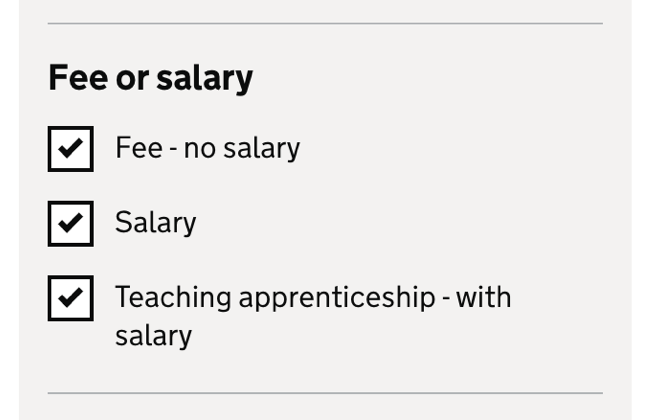 Fee or salary
Fee - no salary
Salary
Teaching apprenticeship - with
salary